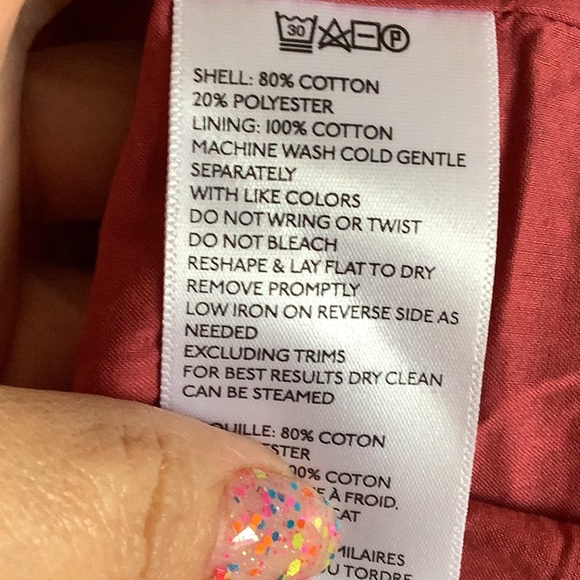 30 P
SHELL: 80% COTTON
20% POLYESTER
LINING: 100% COTTON
MACHINE WASH COLD GENTLE
SEPARATELY
WITH LIKE COLORS
DO NOT WRING OR TWIST
DO NOT BLEACH
RESHAPE & LAY FLAT TO DRY
REMOVE PROMPTLY
LOW IRON ON REVERSE SIDE AS
NEEDED
EXCLUDING TRIMS
FOR BEST RESULTS DRY CLEAN
CAN BE STEAMED
80% COTON
COTON
À FROID,